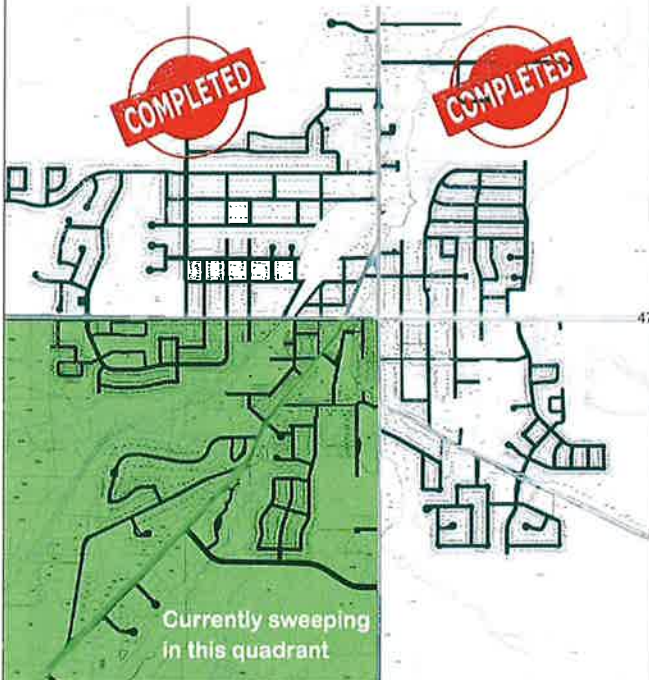 COMPLETED
COMPLETED
47
Currently sweeping
in this quadrant